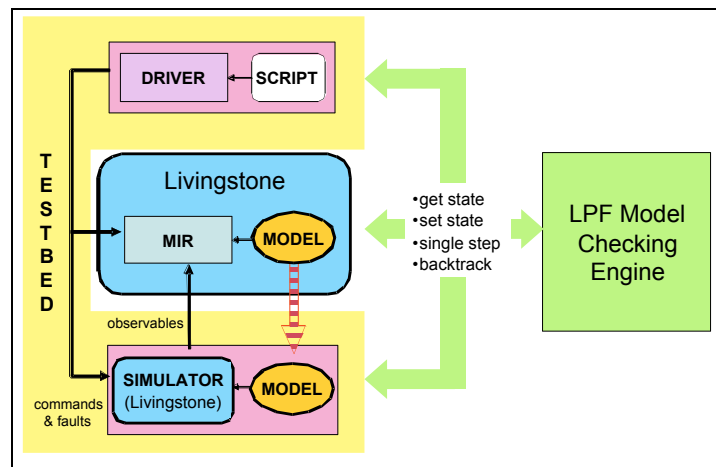 DRIVER
SCRIPT
TESTBED
Livingstone
MIR
MODEL
observables
SIMULATOR
(Livingstone)
MODEL
commands
& faults
•get state
•set state
•single step
•backtrack
LPF Model
Checking
Engine